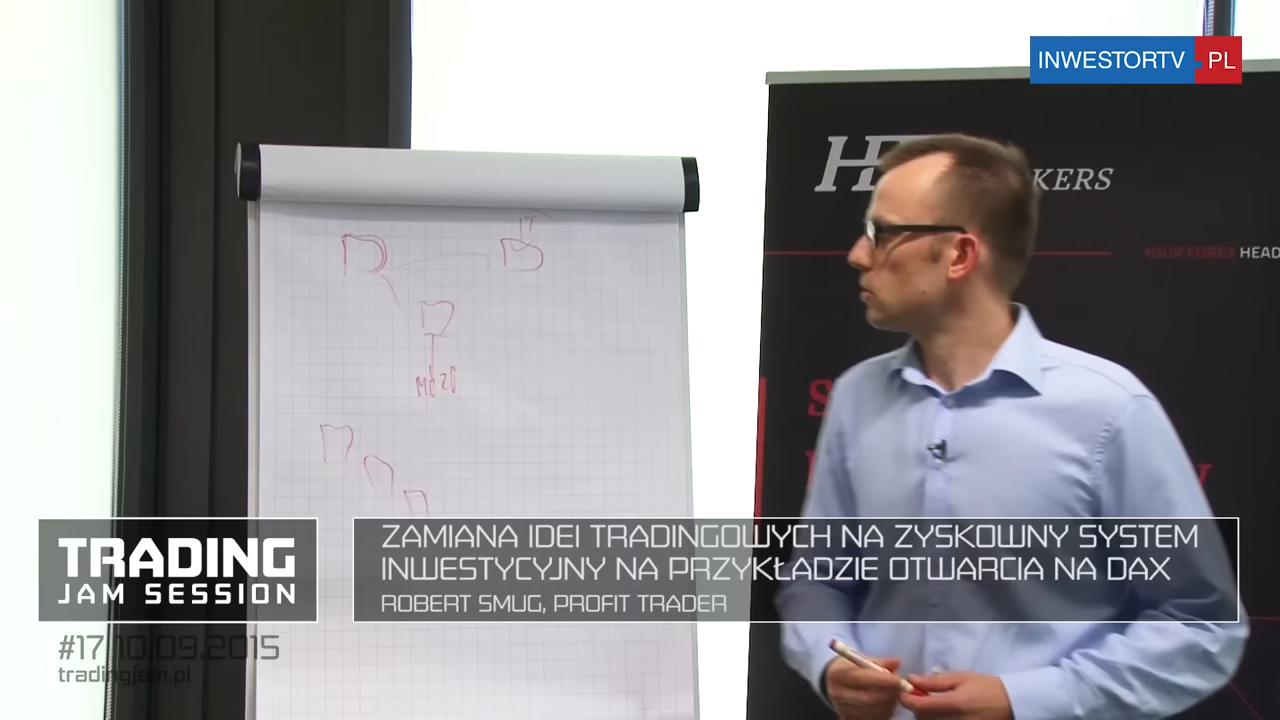 INWESTORTV.PL
KERS
YOUR FOREX HEAD
TRADING
JAM SESSION
ZAMIANA IDEI TRADINGOWYCH NA ZYSKOWNY SYSTEM
INWESTYCYJNY NA PRZYKŁADZIE OTWARCIA NA DAX
ROBERT SMUG, PROFIT TRADER
#17/10.09.2015
tradingjam.pl